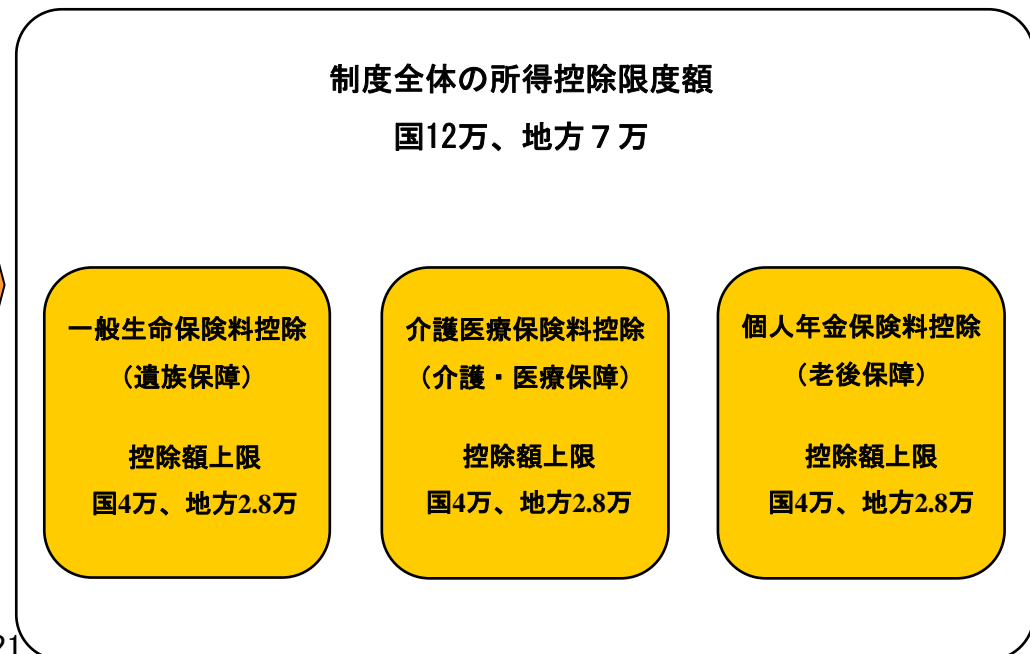 制度全体の所得控除限度額
国12万、地方７万
一般生命保険料控除
（遺族保障）
控除額上限
国4万、地方2.8万
介護医療保険料控除
（介護・医療保障）
控除額上限
国4万、地方2.8万
個人年金保険料控除
（老後保障）
控除額上限
国4万、地方2.8万
21